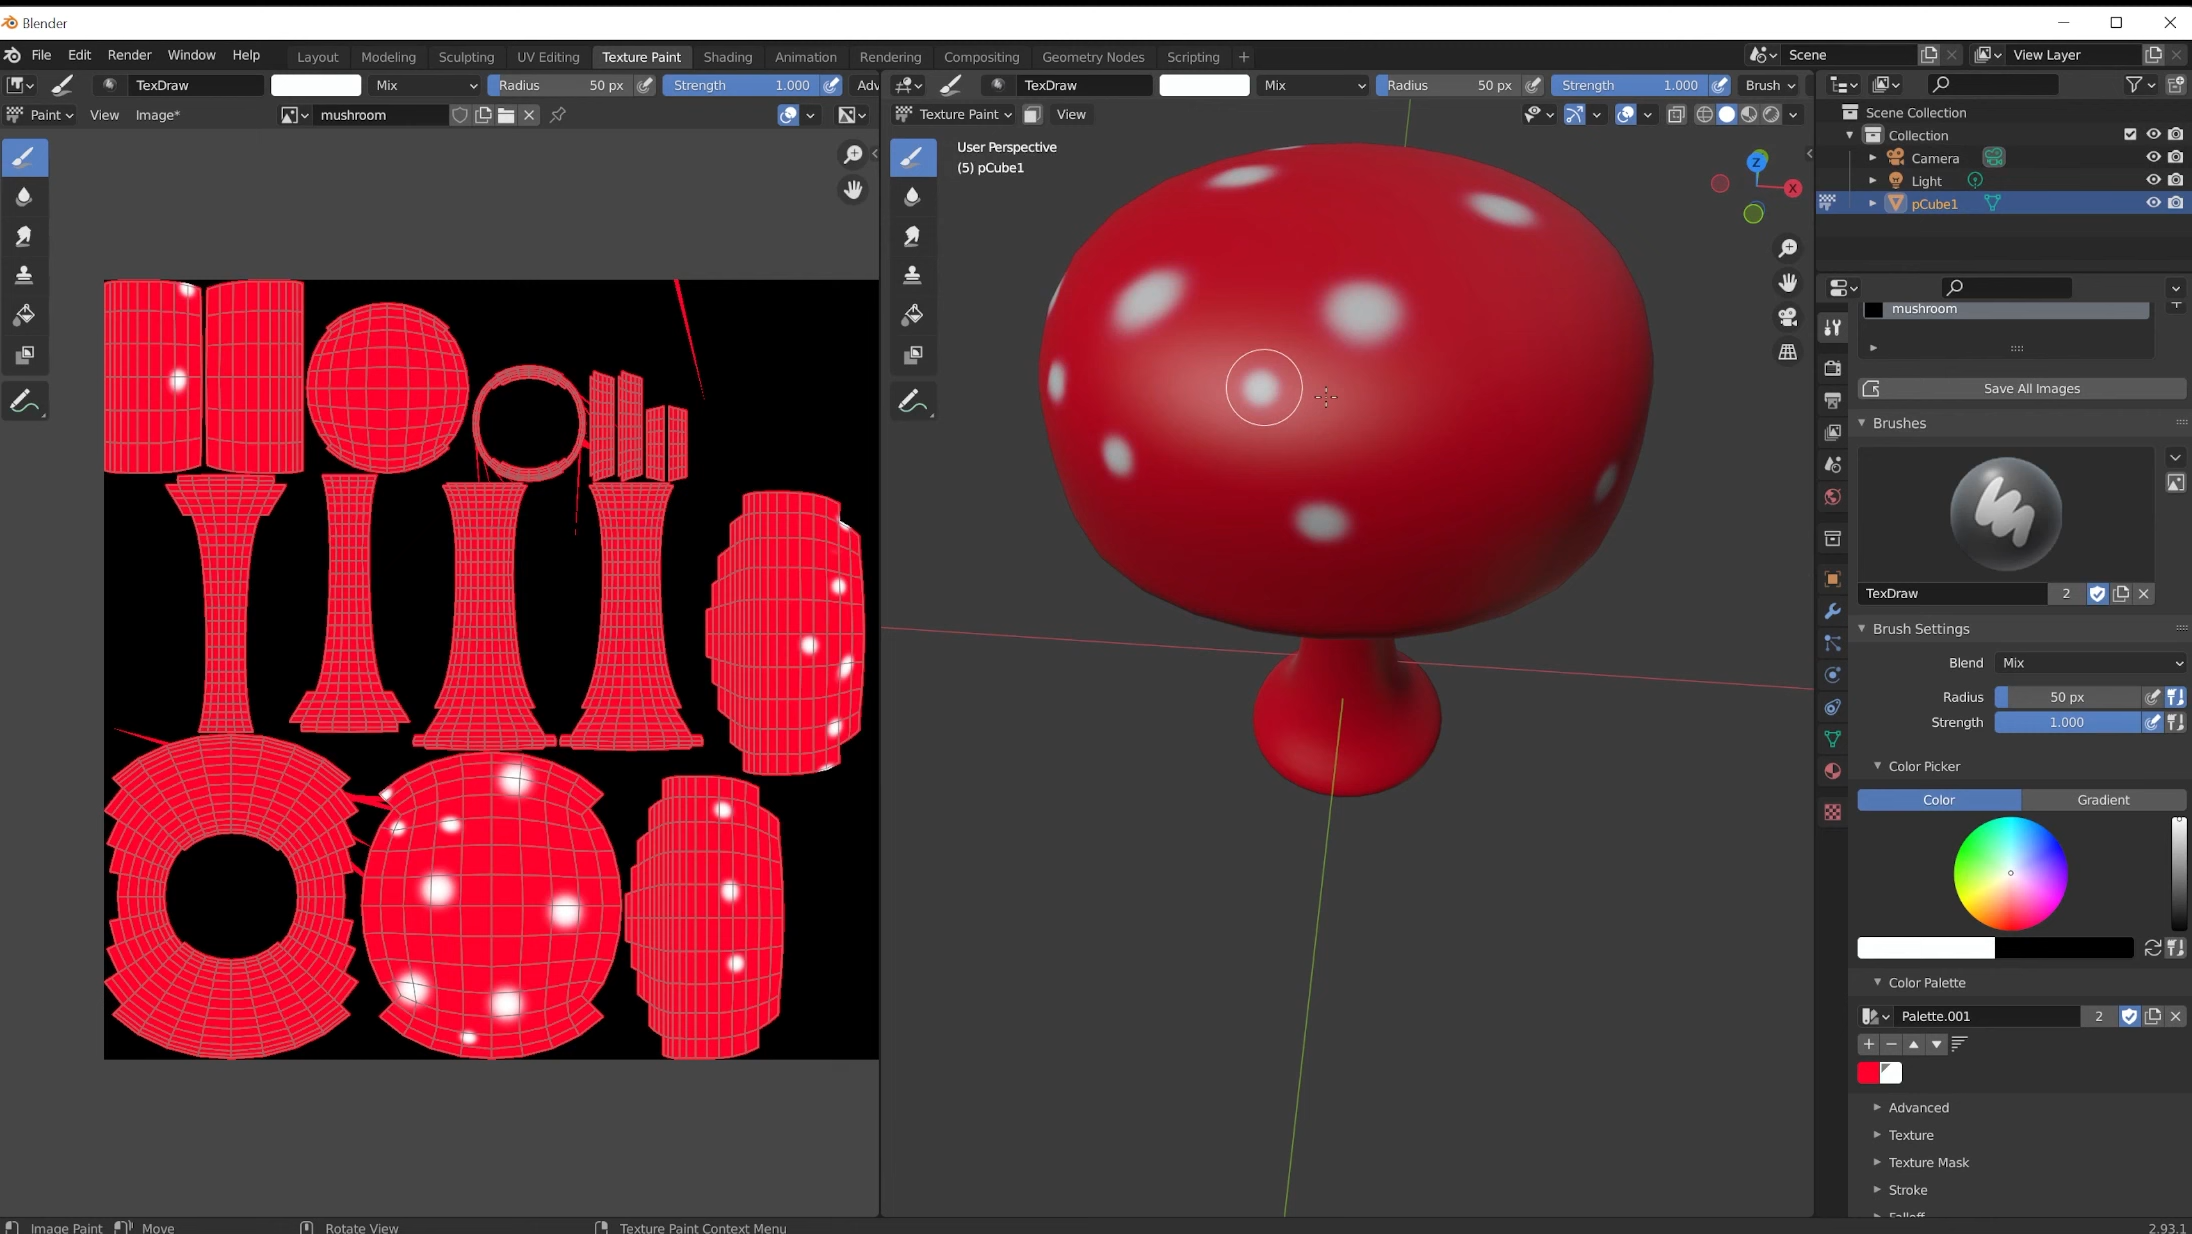 Blender
File Edit Render Window Help Layout Modeling Sculpting UV Editing Texture Paint Shading Animation Rendering Compositing Geometry Nodes Scripting + Scene View Layer
TexDraw Mix Radius 50 px Strength 1.000 Adv TexDraw Mix Radius 50 px Strength 1.000 Brush
Paint View Image* mushroom Texture Paint View
Scene Collection
Collection
Camera
Light
pCube1
User Perspective
(5) pCube1
Z
X
mushroom
Save All Images
Brushes
TexDraw 2
Brush Settings
Blend Mix
Radius 50 px
Strength 1.000
Color Picker
Color Gradient
Color Palette
Palette.001 2
Advanced
Texture
Texture Mask
Stroke
Falloff
Image Paint Move Rotate View Texture Paint Context Menu 2.93.1